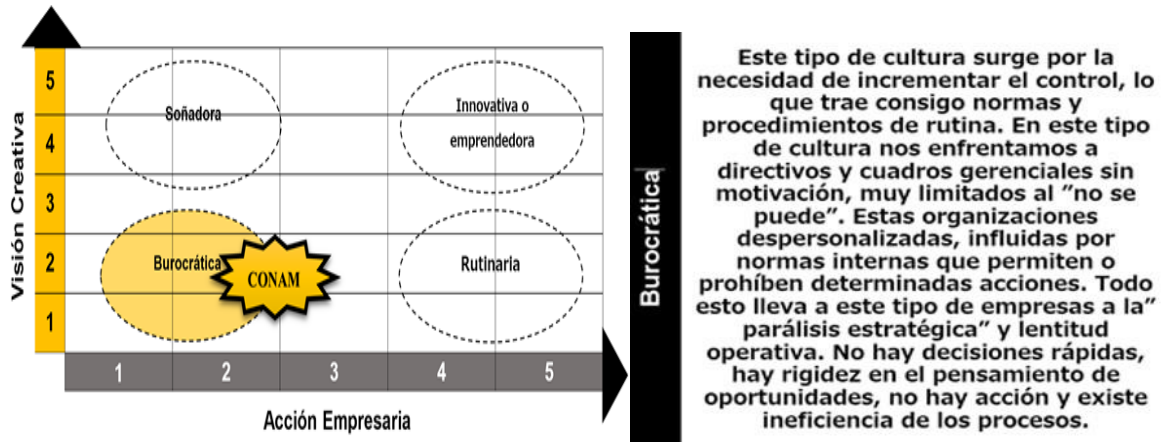 Visión Creativa
5
4
3
2
1
Soñadora
Innovativa o
emprendedora
Burocrática
CONAM
Rutinaria
1 2 3 4 5
Acción Empresaria
Burocrática
Este tipo de cultura surge por la
necesidad de incrementar el control, lo
que trae consigo normas y
procedimientos de rutina. En este tipo
de cultura nos enfrentamos a
directivos y cuadros gerenciales sin
motivación, muy limitados al "no se
puede". Estas organizaciones
despersonalizadas, influidas por
normas internas que permiten o
prohíben determinadas acciones. Todo
esto lleva a este tipo de empresas a la"
parálisis estratégica" y lentitud
operativa. No hay decisiones rápidas,
hay rigidez en el pensamiento de
oportunidades, no hay acción y existe
ineficiencia de los procesos.